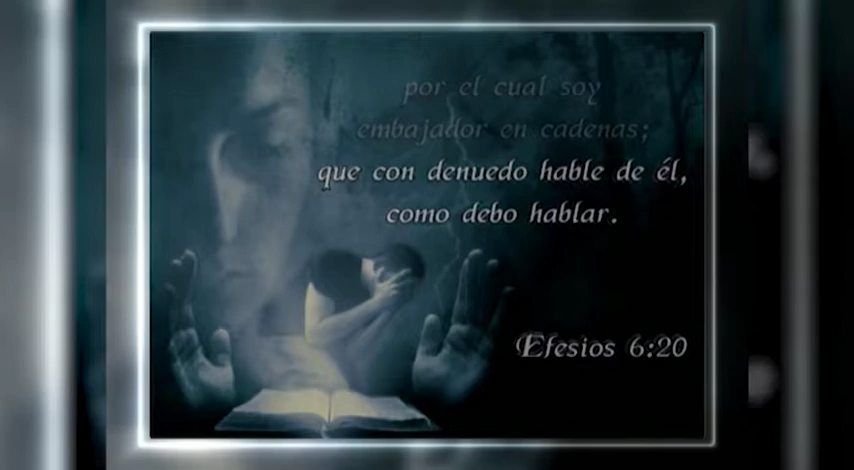 por el cual soy
embajador en cadenas;
que con denuedo hable de él,
como debo hablar.
Efesios 6:20